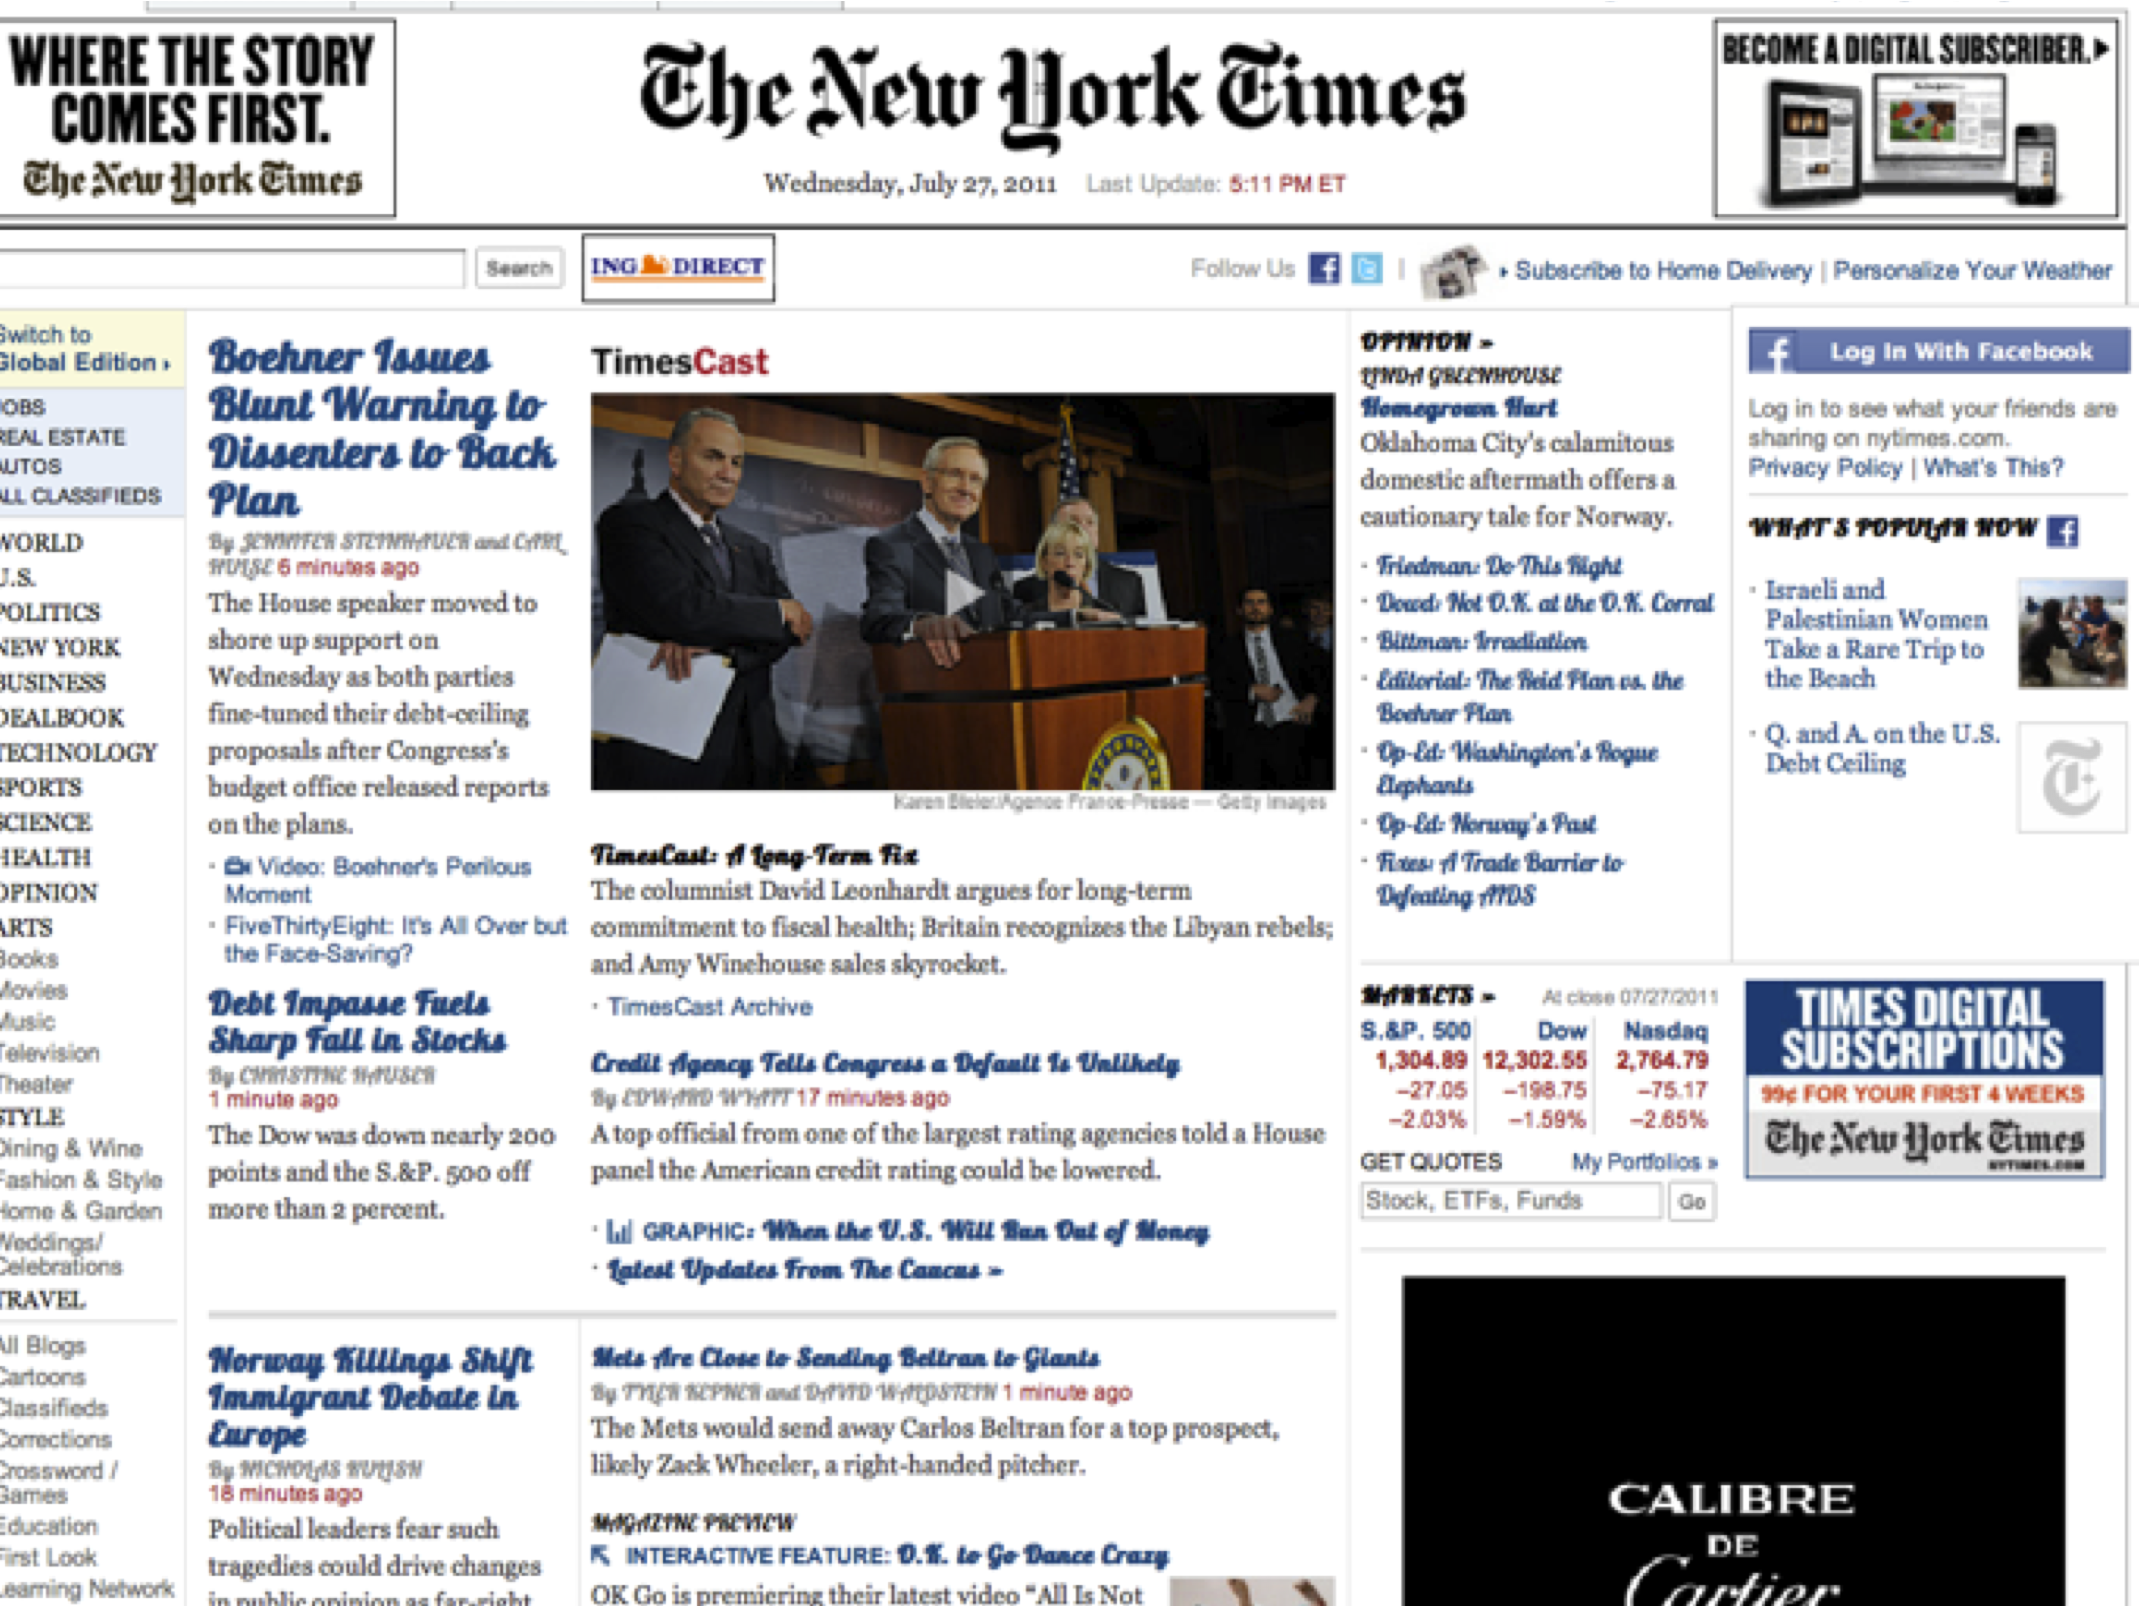 WHERE THE STORY
COMES FIRST.
The New York Times
The New York Times
Wednesday, July 27, 2011 Last Update: 5:11 PM ET
BECOME A DIGITAL SUBSCRIBER.
Search
ING DIRECT
Follow Us
Subscribe to Home Delivery | Personalize Your Weather
Switch to
Global Edition
JOBS
REAL ESTATE
AUTOS
ALL CLASSIFIEDS
WORLD
U.S.
POLITICS
NEW YORK
BUSINESS
DEALBOOK
TECHNOLOGY
SPORTS
SCIENCE
HEALTH
OPINION
ARTS
Books
Movies
Music
Television
Theater
STYLE
Dining & Wine
Fashion & Style
Home & Garden
Weddings/
Celebrations
TRAVEL
All Blogs
Cartoons
Classifieds
Corrections
Crossword /
Games
Education
First Look
Learning Network
Boehner Issues
Blunt Warning to
Dissenters to Back
Plan
By JENNIFER STEINHAUER and CARL
HULSE 6 minutes ago
The House speaker moved to
shore up support on
Wednesday as both parties
fine-tuned their debt-ceiling
proposals after Congress's
budget office released reports
on the plans.
· Video: Boehner's Perilous
Moment
· FiveThirtyEight: It's All Over but
the Face-Saving?
Debt Impasse Fuels
Sharp Fall in Stocks
By CHRISTINE HAUSER
1 minute ago
The Dow was down nearly 200
points and the S.&P. 500 off
more than 2 percent.
TimesCast
Karen Bleier/Agence France-Presse — Getty Images
TimesCast: A Long-Term Fix
The columnist David Leonhardt argues for long-term
commitment to fiscal health; Britain recognizes the Libyan rebels;
and Amy Winehouse sales skyrocket.
· TimesCast Archive
Credit Agency Tells Congress a Default Is Unlikely
By EDWARD WYATT 17 minutes ago
A top official from one of the largest rating agencies told a House
panel the American credit rating could be lowered.
· GRAPHIC: When the U.S. Will Run Out of Money
· Latest Updates From The Caucus »
Norway Killings Shift
Immigrant Debate in
Europe
By NICHOLAS KULISH
18 minutes ago
Political leaders fear such
tragedies could drive changes
in public opinion as far-right
Mets Are Close to Sending Beltran to Giants
By TYLER KEPNER and DAVID WALDSTEIN 1 minute ago
The Mets would send away Carlos Beltran for a top prospect,
likely Zack Wheeler, a right-handed pitcher.
MAGAZINE PREVIEW
INTERACTIVE FEATURE: O.K. to Go Dance Crazy
OK Go is premiering their latest video "All Is Not
OPINION »
LINDA GREENHOUSE
Homegrown Hurt
Oklahoma City's calamitous
domestic aftermath offers a
cautionary tale for Norway.
· Friedman: Do This Right
· Dowd: Not O.K. at the O.K. Corral
· Bittman: Irradiation
· Editorial: The Reid Plan vs. the
Boehner Plan
· Op-Ed: Washington's Rogue
Elephants
· Op-Ed: Norway's Past
· Fixes: A Trade Barrier to
Defeating AIDS
MARKETS » At close 07/27/2011
S.&P. 500 Dow Nasdaq
1,304.89 12,302.55 2,764.79
−27.05 −198.75 −75.17
−2.03% −1.59% −2.65%
GET QUOTES My Portfolios »
Stock, ETFs, Funds Go
Log In With Facebook
Log in to see what your friends are
sharing on nytimes.com.
Privacy Policy | What's This?
WHAT'S POPULAR NOW
· Israeli and
Palestinian Women
Take a Rare Trip to
the Beach
· Q. and A. on the U.S.
Debt Ceiling
TIMES DIGITAL
SUBSCRIPTIONS
99¢ FOR YOUR FIRST 4 WEEKS
The New York Times
NYTIMES.COM
CALIBRE
DE
Cartier